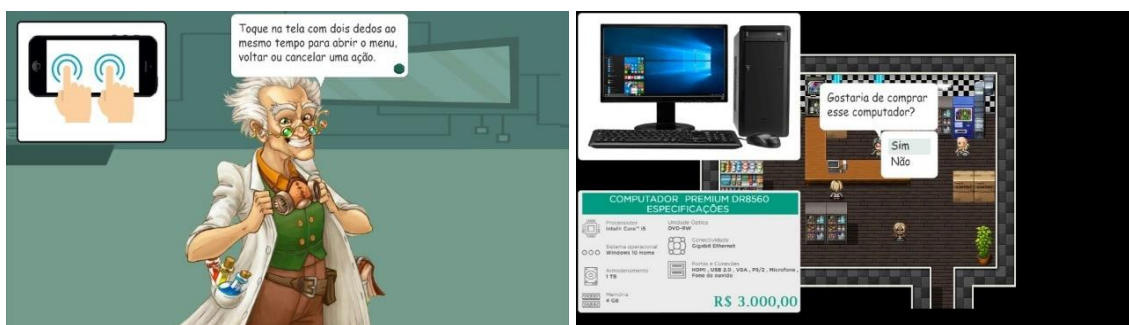 Toque na tela com dois dedos ao
mesmo tempo para abrir o menu,
voltar ou cancelar uma ação.
Gostaria de comprar
esse computador?
Sim
Não
COMPUTADOR PREMIUM DR8560
ESPECIFICAÇÕES
Processador
Intel® Core™ i5
Sistema operacional
Windows 10 Home
Armazenamento
1 TB
Memória
4 GB
Unidade Óptica
DVD-RW
Conectividade
Gigabit Ethernet
Portas e Conexões
HDMI , USB 2.0 , VGA , PS/2 , Microfone ,
Fone de ouvido
R$ 3.000,00